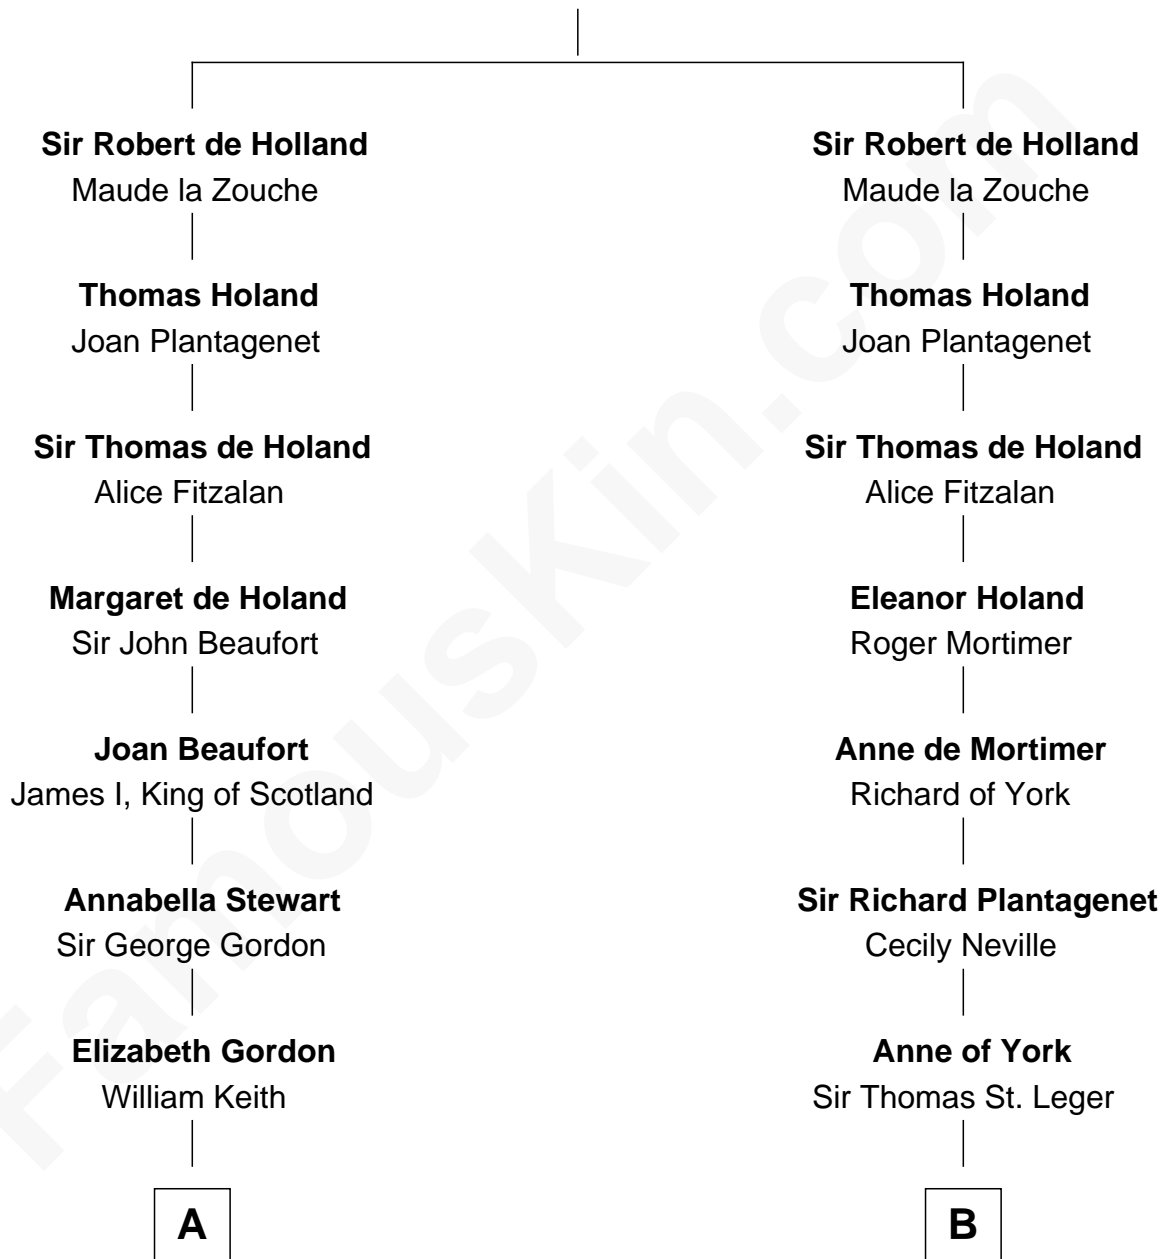 Sir Robert de Holland
Maude la Zouche
Thomas Holand
Joan Plantagenet
Sir Thomas de Holand
Alice Fitzalan
Margaret de Holand
Sir John Beaufort
Joan Beaufort
James I, King of Scotland
Annabella Stewart
Sir George Gordon
Elizabeth Gordon
William Keith
A
Sir Robert de Holland
Maude la Zouche
Thomas Holand
Joan Plantagenet
Sir Thomas de Holand
Alice Fitzalan
Eleanor Holand
Roger Mortimer
Anne de Mortimer
Richard of York
Sir Richard Plantagenet
Cecily Neville
Anne of York
Sir Thomas St. Leger
B
FamousKin.com